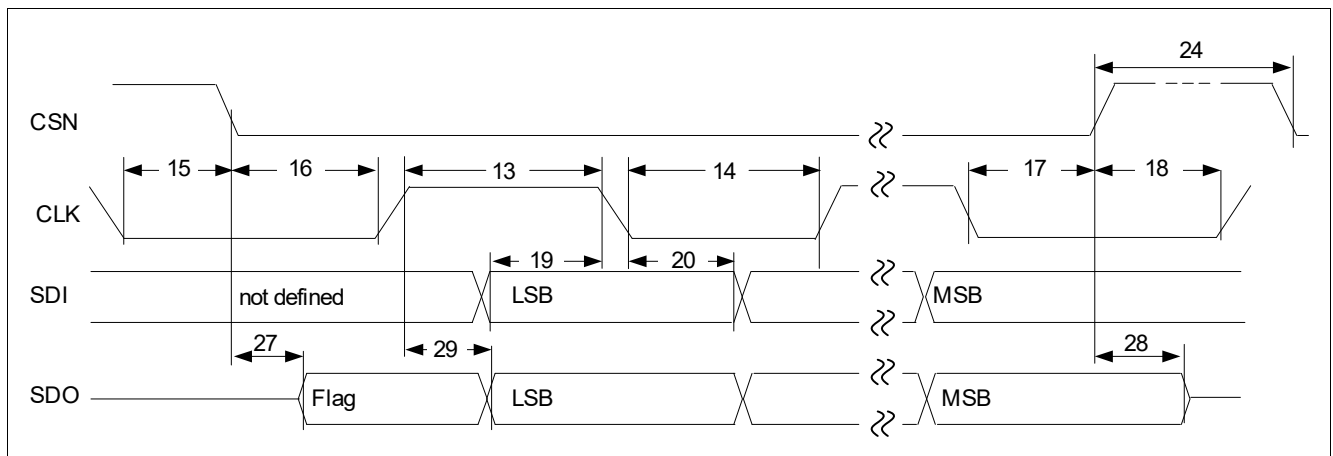 24
CSN
15 16 13 14 17 18
CLK
19 20
SDI not defined LSB MSB
27 29 28
SDO Flag LSB MSB